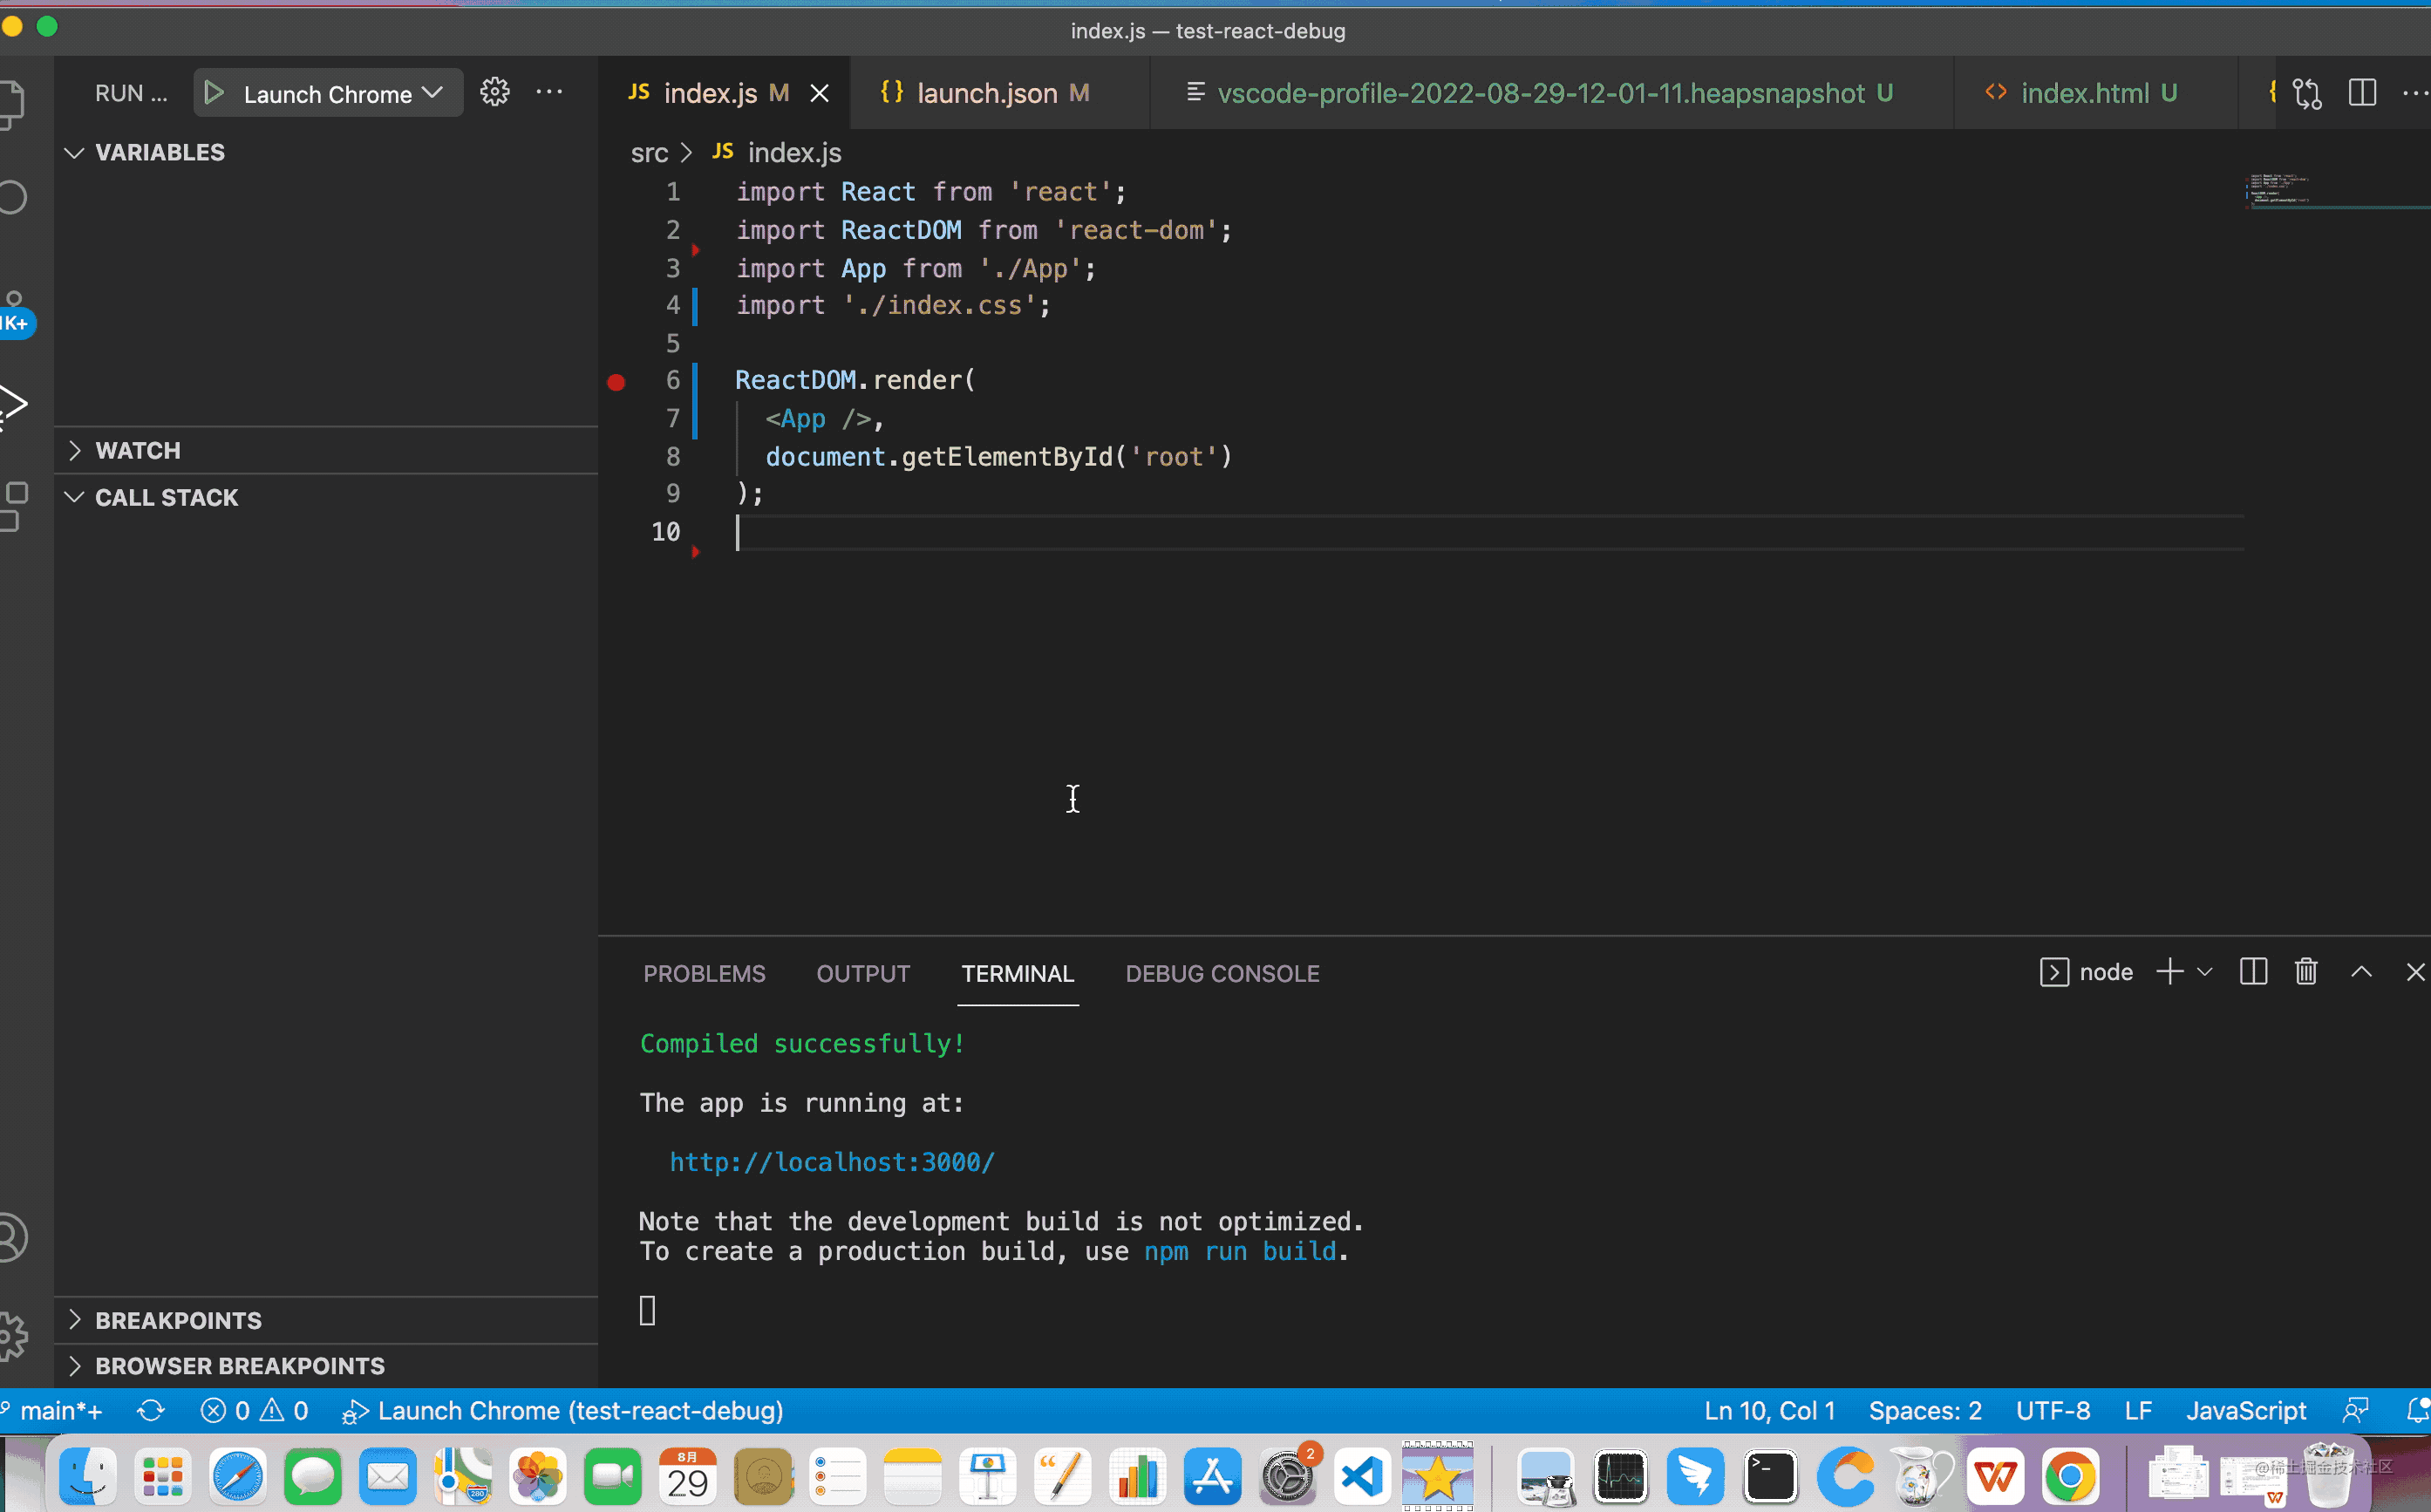 index.js — test-react-debug
RUN ...
Launch Chrome
JS index.js M
{} launch.json M
vscode-profile-2022-08-29-12-01-11.heapsnapshot U
<> index.html U
VARIABLES
src > JS index.js
1 import React from 'react';
2 import ReactDOM from 'react-dom';
3 import App from './App';
4 import './index.css';
5
6 ReactDOM.render(
7 <App />,
8 document.getElementById('root')
9 );
10
1K+
WATCH
CALL STACK
PROBLEMS OUTPUT TERMINAL DEBUG CONSOLE
node
Compiled successfully!
The app is running at:
http://localhost:3000/
Note that the development build is not optimized.
To create a production build, use npm run build.
BREAKPOINTS
BROWSER BREAKPOINTS
main*+ 0 0 Launch Chrome (test-react-debug)
Ln 10, Col 1 Spaces: 2 UTF-8 LF JavaScript
280
8月
29
2
@稀土掘金技术社区